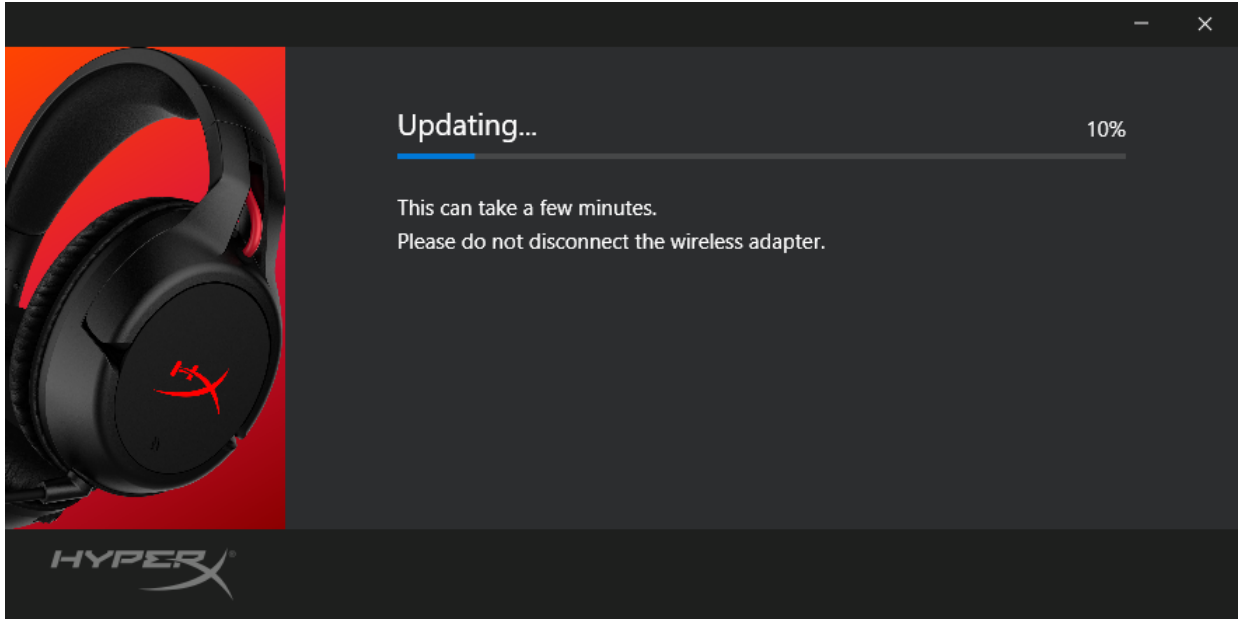 Updating...
10%
This can take a few minutes.
Please do not disconnect the wireless adapter.
HYPERX®